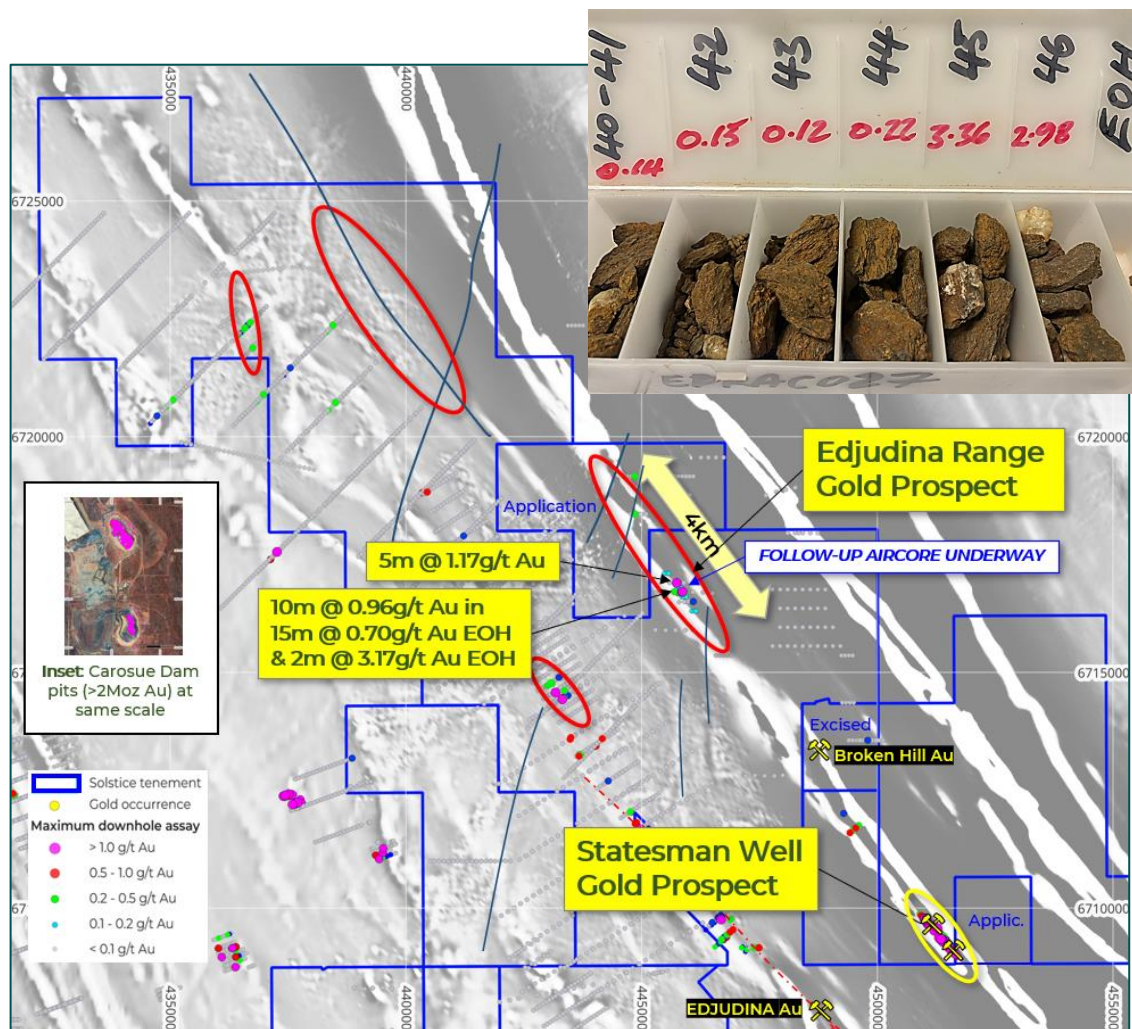 40-41
42
43
44
45
46
EOH
0.14
0.15
0.12
0.22
3.36
2.98
435000
440000
6725000
6720000
6720000
Edjudina Range
Gold Prospect
Application
4km
FOLLOW-UP AIRCORE UNDERWAY
5m @ 1.17g/t Au
10m @ 0.96g/t Au in
15m @ 0.70g/t Au EOH
& 2m @ 3.17g/t Au EOH
Inset: Carosue Dam
pits (>2Moz Au) at
same scale
6715000
Excised
Broken Hill Au
Solstice tenement
Gold occurrence
Maximum downhole assay
> 1.0 g/t Au
0.5 - 1.0 g/t Au
0.2 - 0.5 g/t Au
0.1 - 0.2 g/t Au
< 0.1 g/t Au
Statesman Well
Gold Prospect
Applic.
6710000
EDJUDINA Au
435000
440000
445000
450000
455000